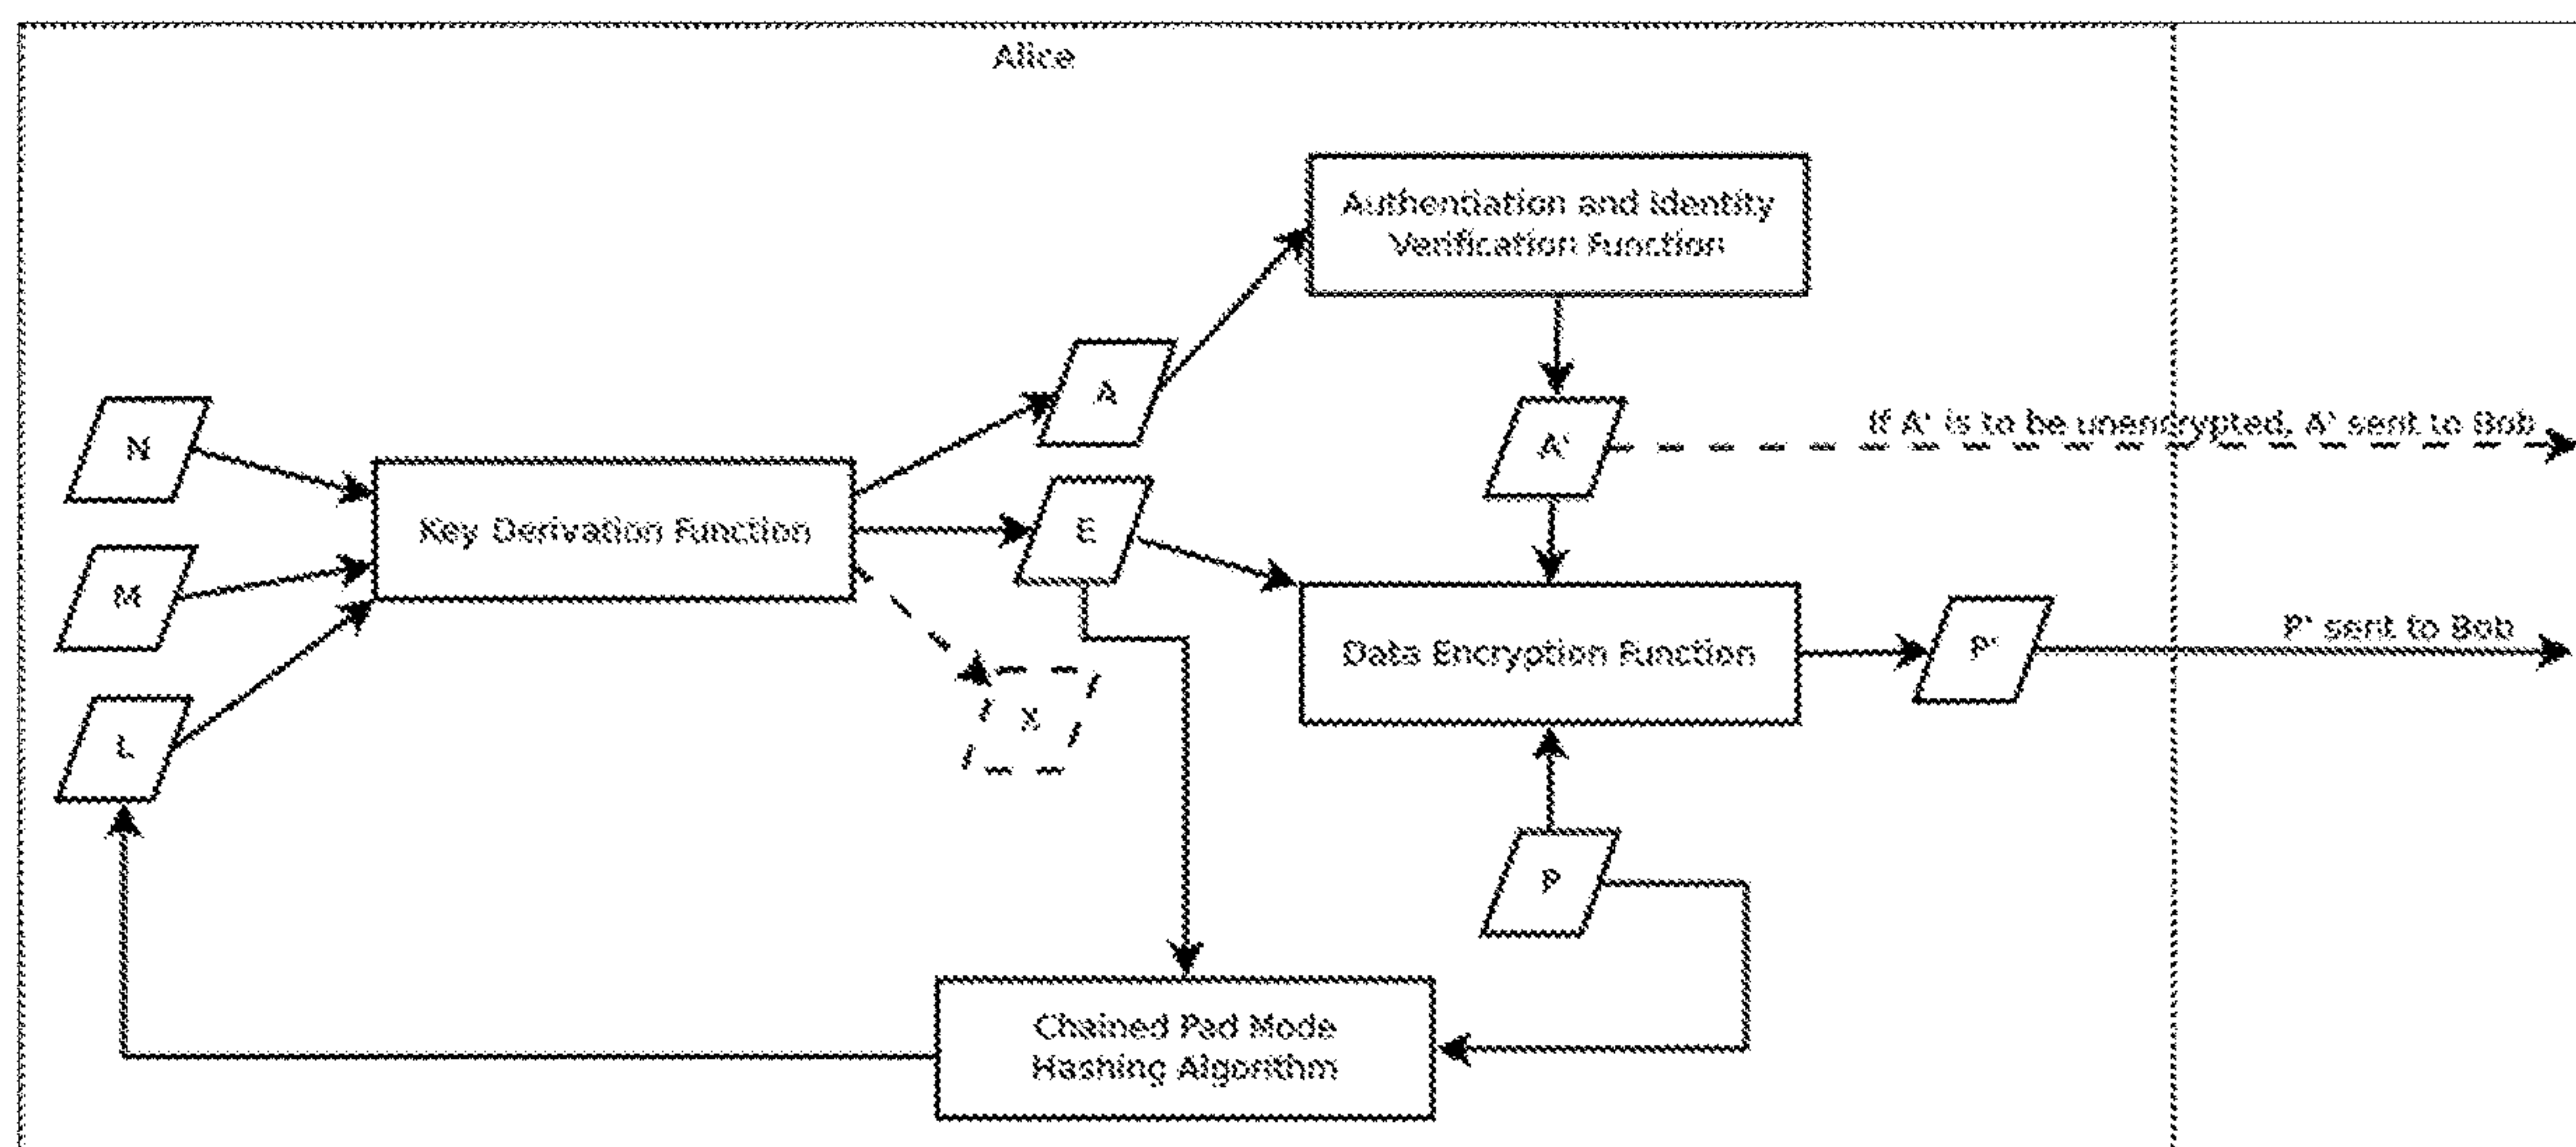 Alice
Authentiation and Identity
Verification Function
A
N
A'
If A' is to be unencrypted, A' sent to Bob
Key Derivation Function
E
M
Data Encryption Function
P'
P' sent to Bob
X
L
P
Chained Pad Mode
Hashing Algorithm